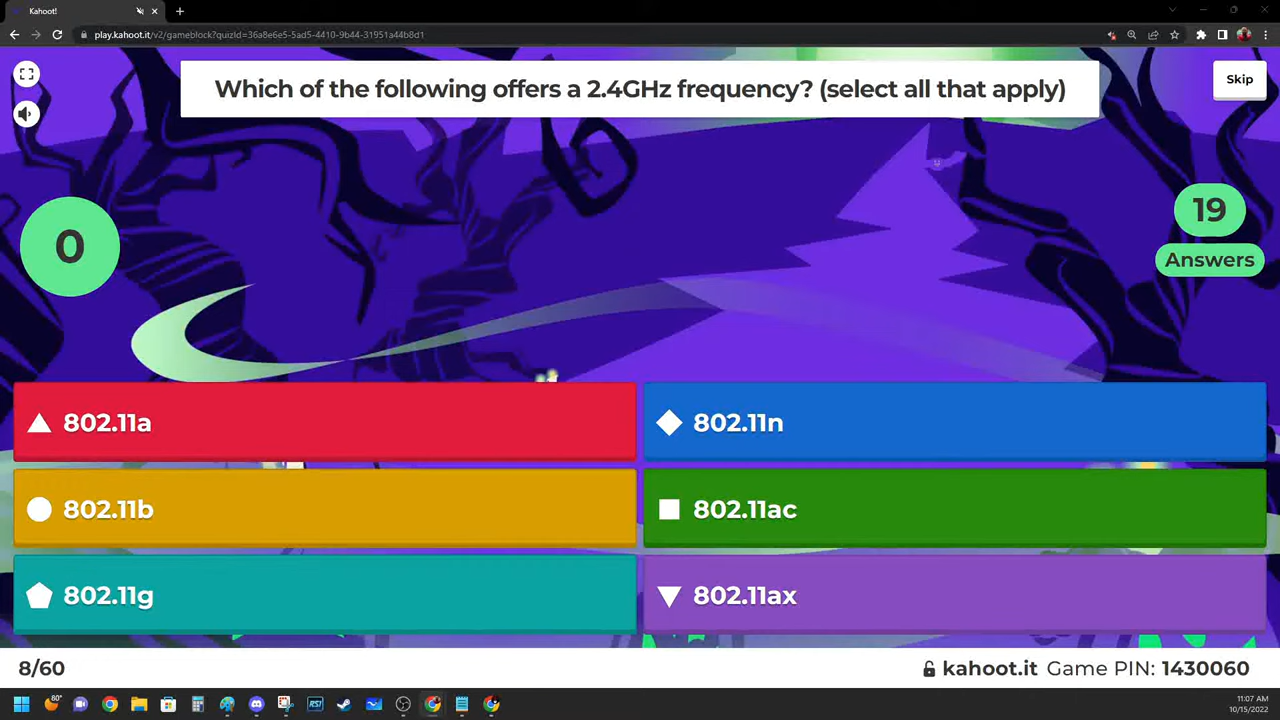 Kahoot!
play.kahoot.it/v2/gameblock?quizId=36a8e6e5-5ad5-4410-9b44-31951a44b8d1
Which of the following offers a 2.4GHz frequency? (select all that apply)
Skip
0
19
Answers
802.11a
802.11n
802.11b
802.11ac
802.11g
802.11ax
8/60
kahoot.it Game PIN: 1430060
80°
RSI
11:07 AM
10/15/2022